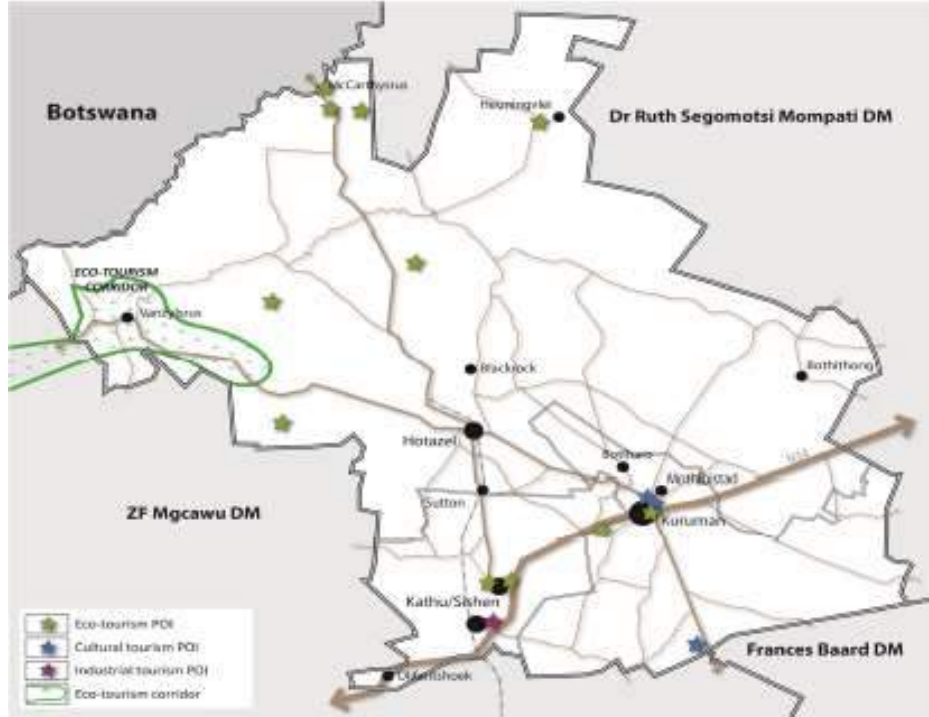 McCarthysrus
Botswana
Heuningvlei
Dr Ruth Segomotsi Mompati DM
ECO-TOURISM
CORRIDOR
Vanzylsrus
Blackrock
Bothithong
Hotazel
Mothibistad
Sutton
ZF Mgcawu DM
Kuruman
Kathu/Sishen
Frances Baard DM
Eco-tourism POI
Cultural tourism POI
Industrial tourism POI
Eco-tourism corridor